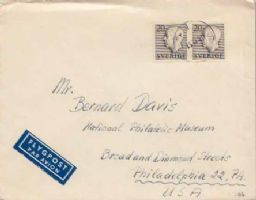 20 20
SVERIGE SVERIGE
Mr.
Bernard Davis
National Philatelic Museum
Broad and Diamond Streets
Philadelphia 22, PA.
U S A
FLYGPOST
PAR AVION